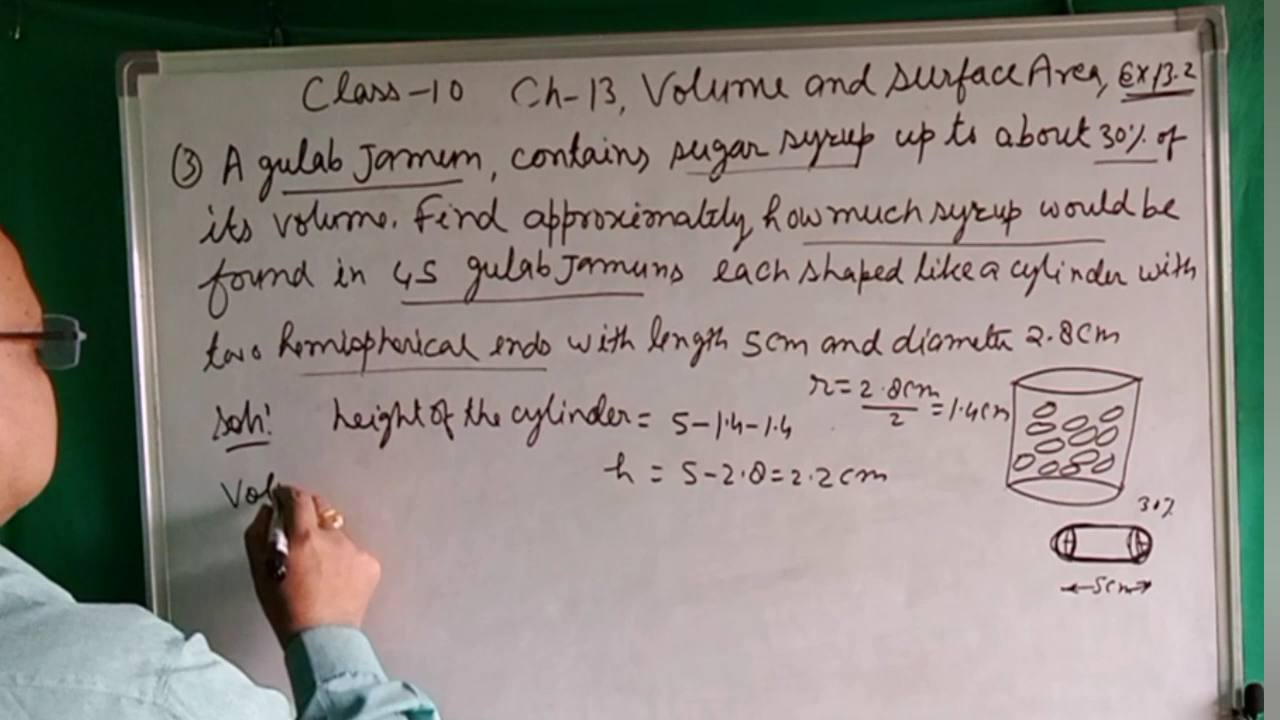 Class-10 Ch-13, Volume and surface Area, Ex 13.2
③ A gulab Jamun, contains sugar syrup up to about 30% of
its volume. Find approximately how much syrup would be
found in 45 gulab Jamuns each shaped like a cylinder with
two hemispherical ends with length 5cm and diameter 2.8cm
r = 2.8cm/2 = 1.4cm
Soln: height of the cylinder = 5-1.4-1.4
h = 5-2.8=2.2cm
Vol
30%
5cm